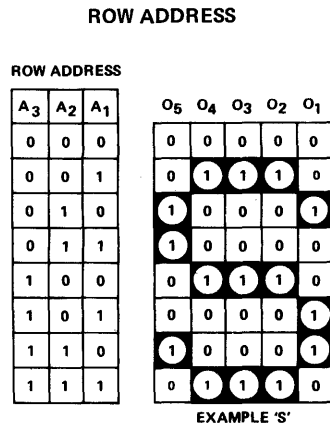 ROW ADDRESS
ROW ADDRESS
A3 A2 A1 O5 O4 O3 O2 O1
0 0 0 0 0 0 0 0
0 0 1 0 1 1 1 0
0 1 0 1 0 0 0 1
0 1 1 1 0 0 0 0
1 0 0 0 1 1 1 0
1 0 1 0 0 0 0 1
1 1 0 1 0 0 0 1
1 1 1 0 1 1 1 0
EXAMPLE 'S'